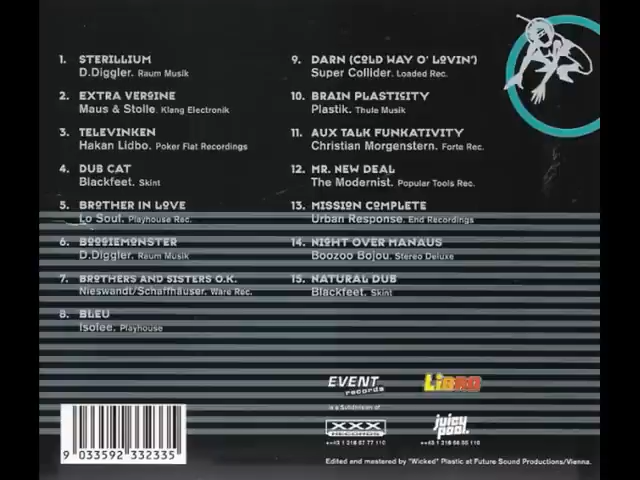 1. STERILLIUM
D.Diggler. Raum Musik
2. EXTRA VEROINE
Maus & Stolle. Klang Electronik
3. TELEVINKEN
Hakan Lidbo. Poker Flat Recordings
4. DUB CAT
Blackfeet. Skint
5. BROTHER IN LOVE
Lo Soul. Playhouse Rec.
6. BOOGIEMONSTER
D.Diggler. Raum Musik
7. BROTHERS AND SISTERS O.K.
Nieswandt/Schaffhäuser. Ware Rec.
8. BLEU
Isolee. Playhouse
9. DARN (COLD WAY O' LOVIN')
Super Collider. Loaded Rec.
10. BRAIN PLASTICITY
Plastik. Thule Musik
11. AUX TALK FUNKATIVITY
Christian Morgenstern. Forte Rec.
12. MR. NEW DEAL
The Modernist. Popular Tools Rec.
13. MISSION COMPLETE
Urban Response. End Recordings
14. NIGHT OVER MANAUS
Boozoo Bojou. Stereo Deluxe
15. NATURAL DUB
Blackfeet. Skint
EVENT
records
is a Subdivision of
XXX
RECORDS
LIBRO
juicy
pool.
Edited and mastered by "Wicked" Plastic at Future Sound Productions/Vienna.
9 033592 332335